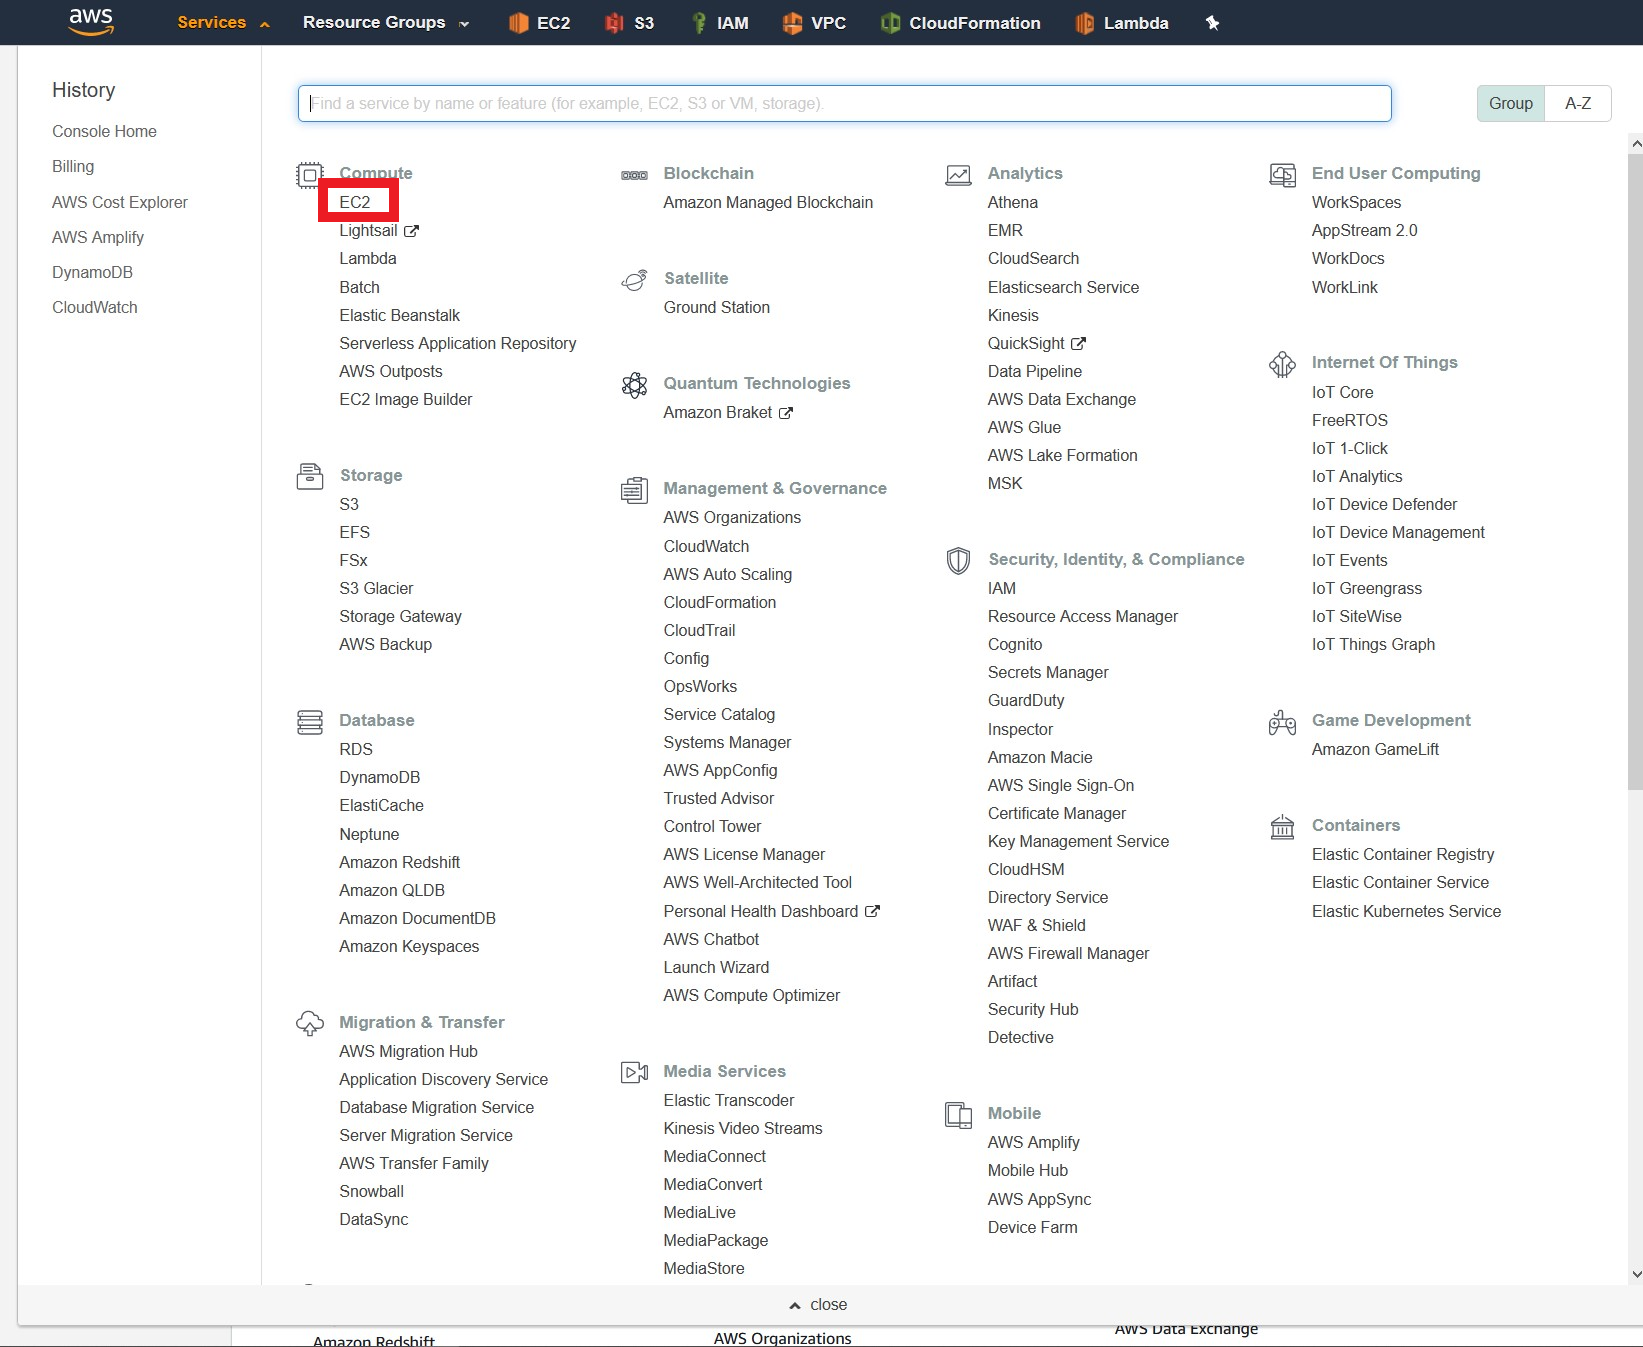 aws
Services
Resource Groups
EC2
S3
IAM
VPC
CloudFormation
Lambda
History
Console Home
Billing
AWS Cost Explorer
AWS Amplify
DynamoDB
CloudWatch
Find a service by name or feature (for example, EC2, S3 or VM, storage).
Group
A-Z
Compute
EC2
Lightsail
Lambda
Batch
Elastic Beanstalk
Serverless Application Repository
AWS Outposts
EC2 Image Builder
Storage
S3
EFS
FSx
S3 Glacier
Storage Gateway
AWS Backup
Database
RDS
DynamoDB
ElastiCache
Neptune
Amazon Redshift
Amazon QLDB
Amazon DocumentDB
Amazon Keyspaces
Migration & Transfer
AWS Migration Hub
Application Discovery Service
Database Migration Service
Server Migration Service
AWS Transfer Family
Snowball
DataSync
Blockchain
Amazon Managed Blockchain
Satellite
Ground Station
Quantum Technologies
Amazon Braket
Management & Governance
AWS Organizations
CloudWatch
AWS Auto Scaling
CloudFormation
CloudTrail
Config
OpsWorks
Service Catalog
Systems Manager
AWS AppConfig
Trusted Advisor
Control Tower
AWS License Manager
AWS Well-Architected Tool
Personal Health Dashboard
AWS Chatbot
Launch Wizard
AWS Compute Optimizer
Media Services
Elastic Transcoder
Kinesis Video Streams
MediaConnect
MediaConvert
MediaLive
MediaPackage
MediaStore
Analytics
Athena
EMR
CloudSearch
Elasticsearch Service
Kinesis
QuickSight
Data Pipeline
AWS Data Exchange
AWS Glue
AWS Lake Formation
MSK
Security, Identity, & Compliance
IAM
Resource Access Manager
Cognito
Secrets Manager
GuardDuty
Inspector
Amazon Macie
AWS Single Sign-On
Certificate Manager
Key Management Service
CloudHSM
Directory Service
WAF & Shield
AWS Firewall Manager
Artifact
Security Hub
Detective
Mobile
AWS Amplify
Mobile Hub
AWS AppSync
Device Farm
End User Computing
WorkSpaces
AppStream 2.0
WorkDocs
WorkLink
Internet Of Things
IoT Core
FreeRTOS
IoT 1-Click
IoT Analytics
IoT Device Defender
IoT Device Management
IoT Events
IoT Greengrass
IoT SiteWise
IoT Things Graph
Game Development
Amazon GameLift
Containers
Elastic Container Registry
Elastic Container Service
Elastic Kubernetes Service
close
Amazon Redshift
AWS Organizations
AWS Data Exchange